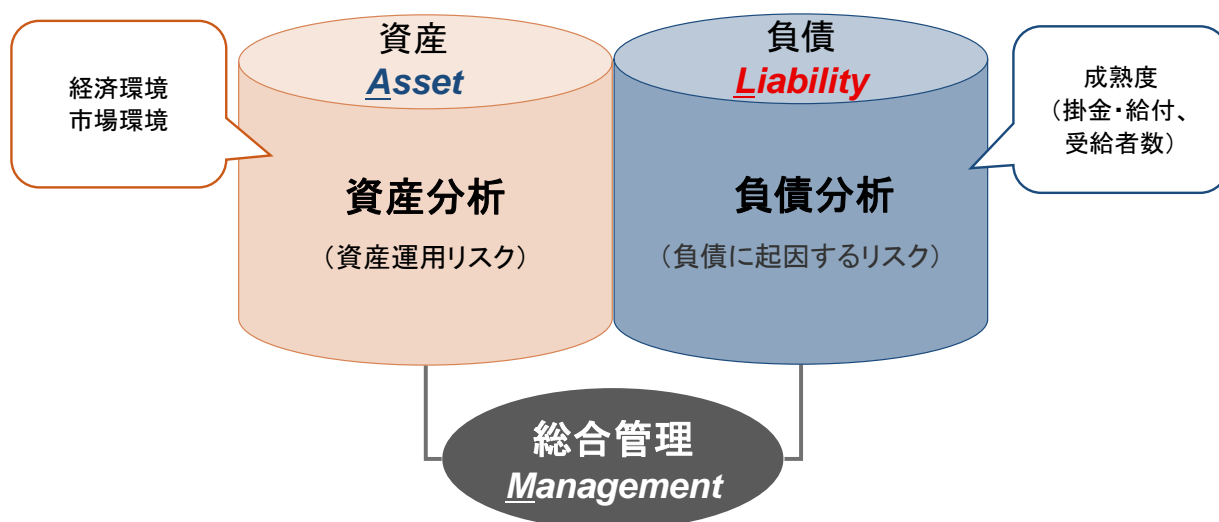 資産
Asset
負債
Liability
経済環境
市場環境
成熟度
（掛金・給付、
受給者数）
資産分析
（資産運用リスク）
負債分析
（負債に起因するリスク）
総合管理
Management